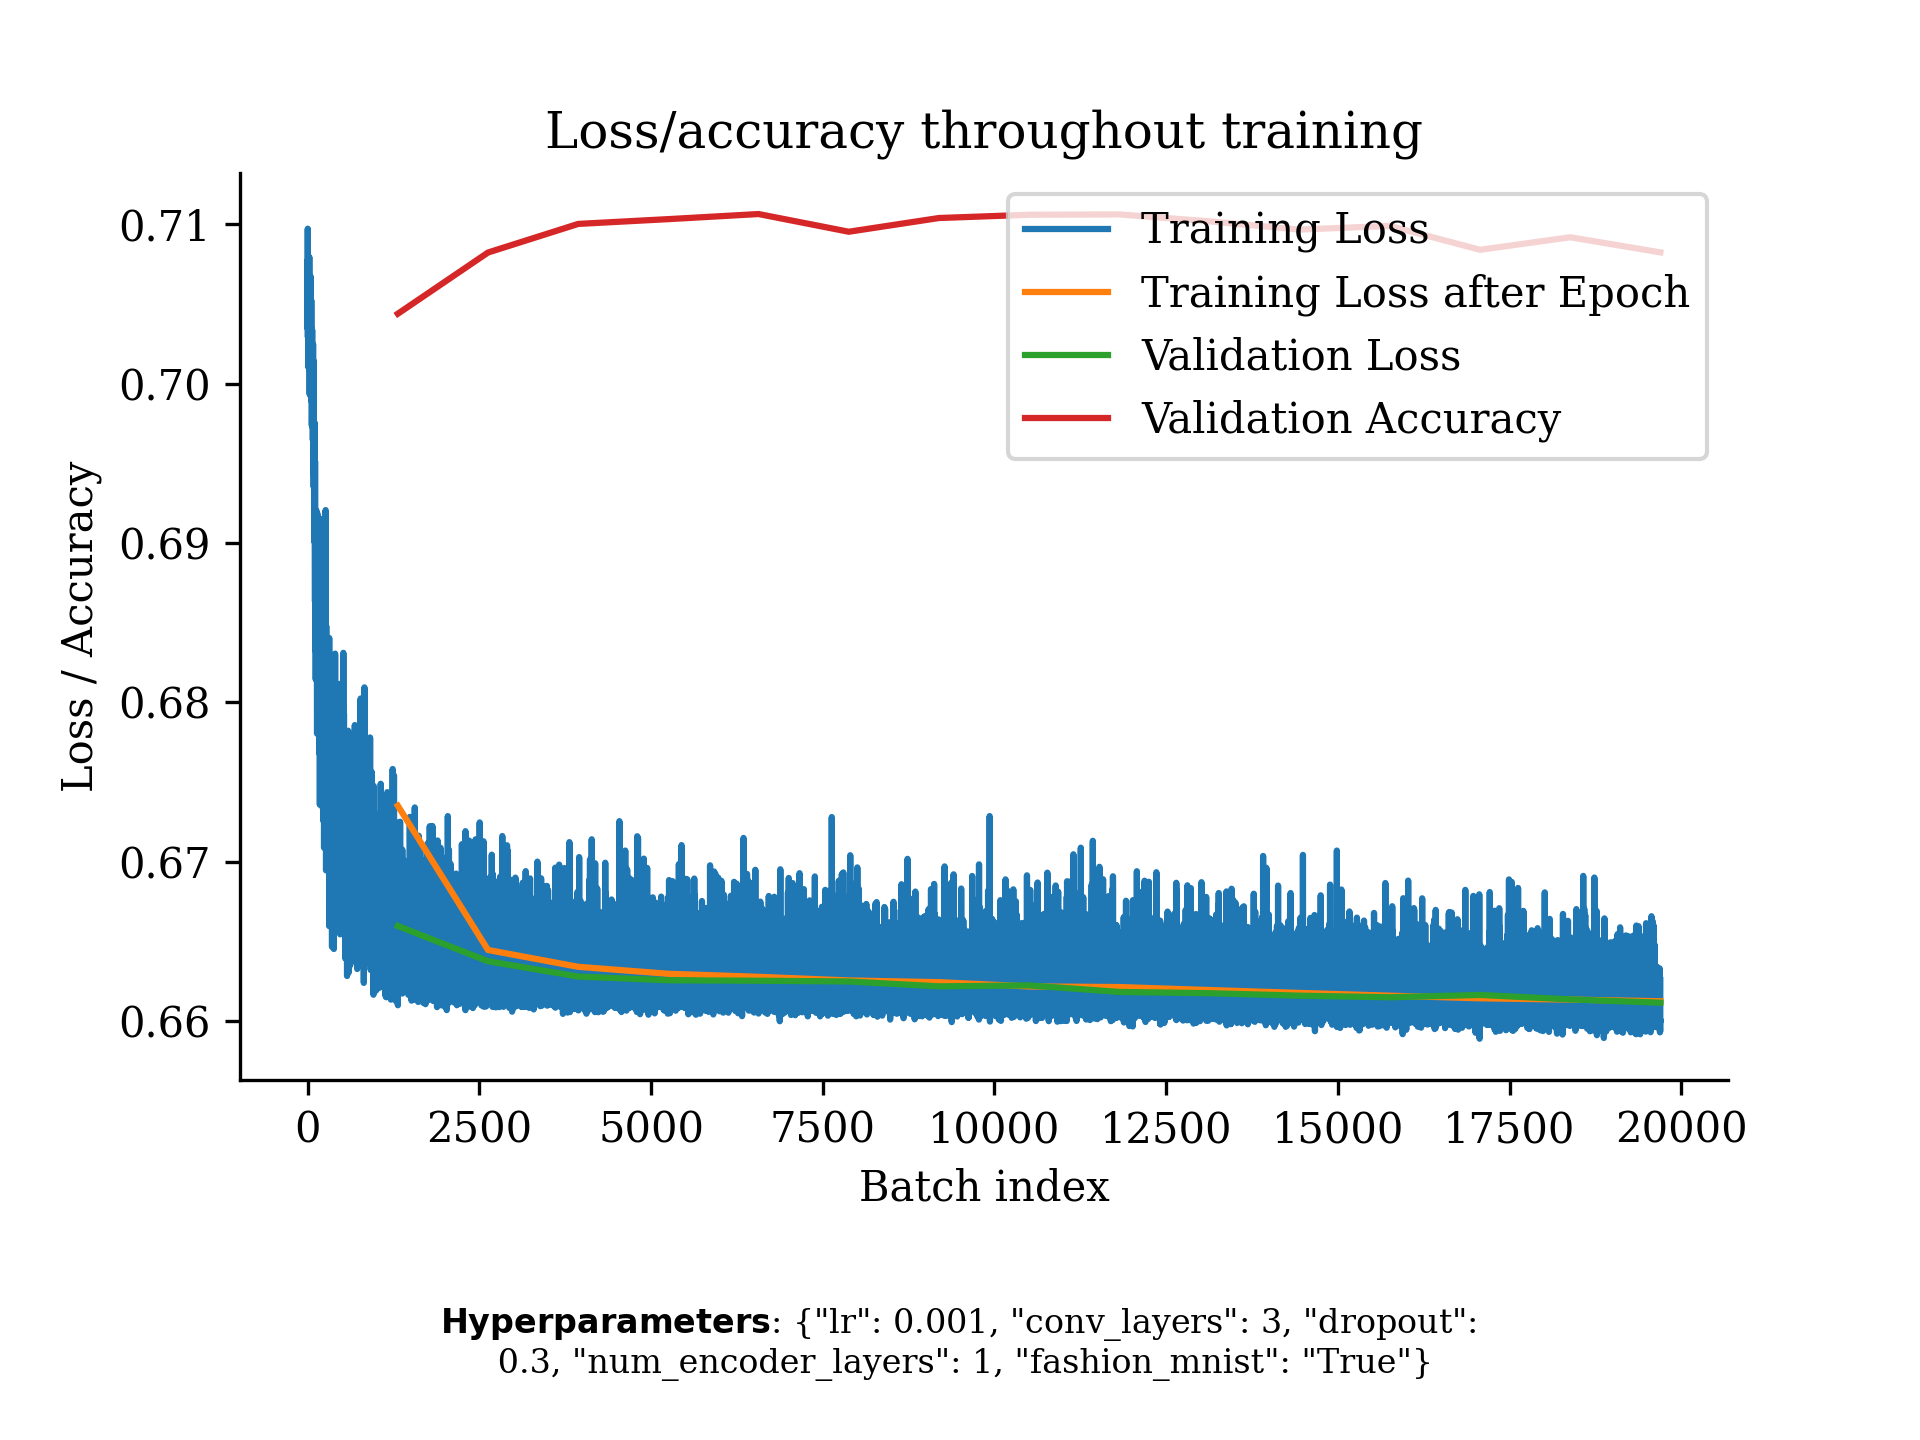 Loss/accuracy throughout training
0.71
0.70
0.69
0.68
0.67
0.66
Loss / Accuracy
Training Loss
Training Loss after Epoch
Validation Loss
Validation Accuracy
0 2500 5000 7500 10000 12500 15000 17500 20000
Batch index
Hyperparameters: {"lr": 0.001, "conv_layers": 3, "dropout":
0.3, "num_encoder_layers": 1, "fashion_mnist": "True"}